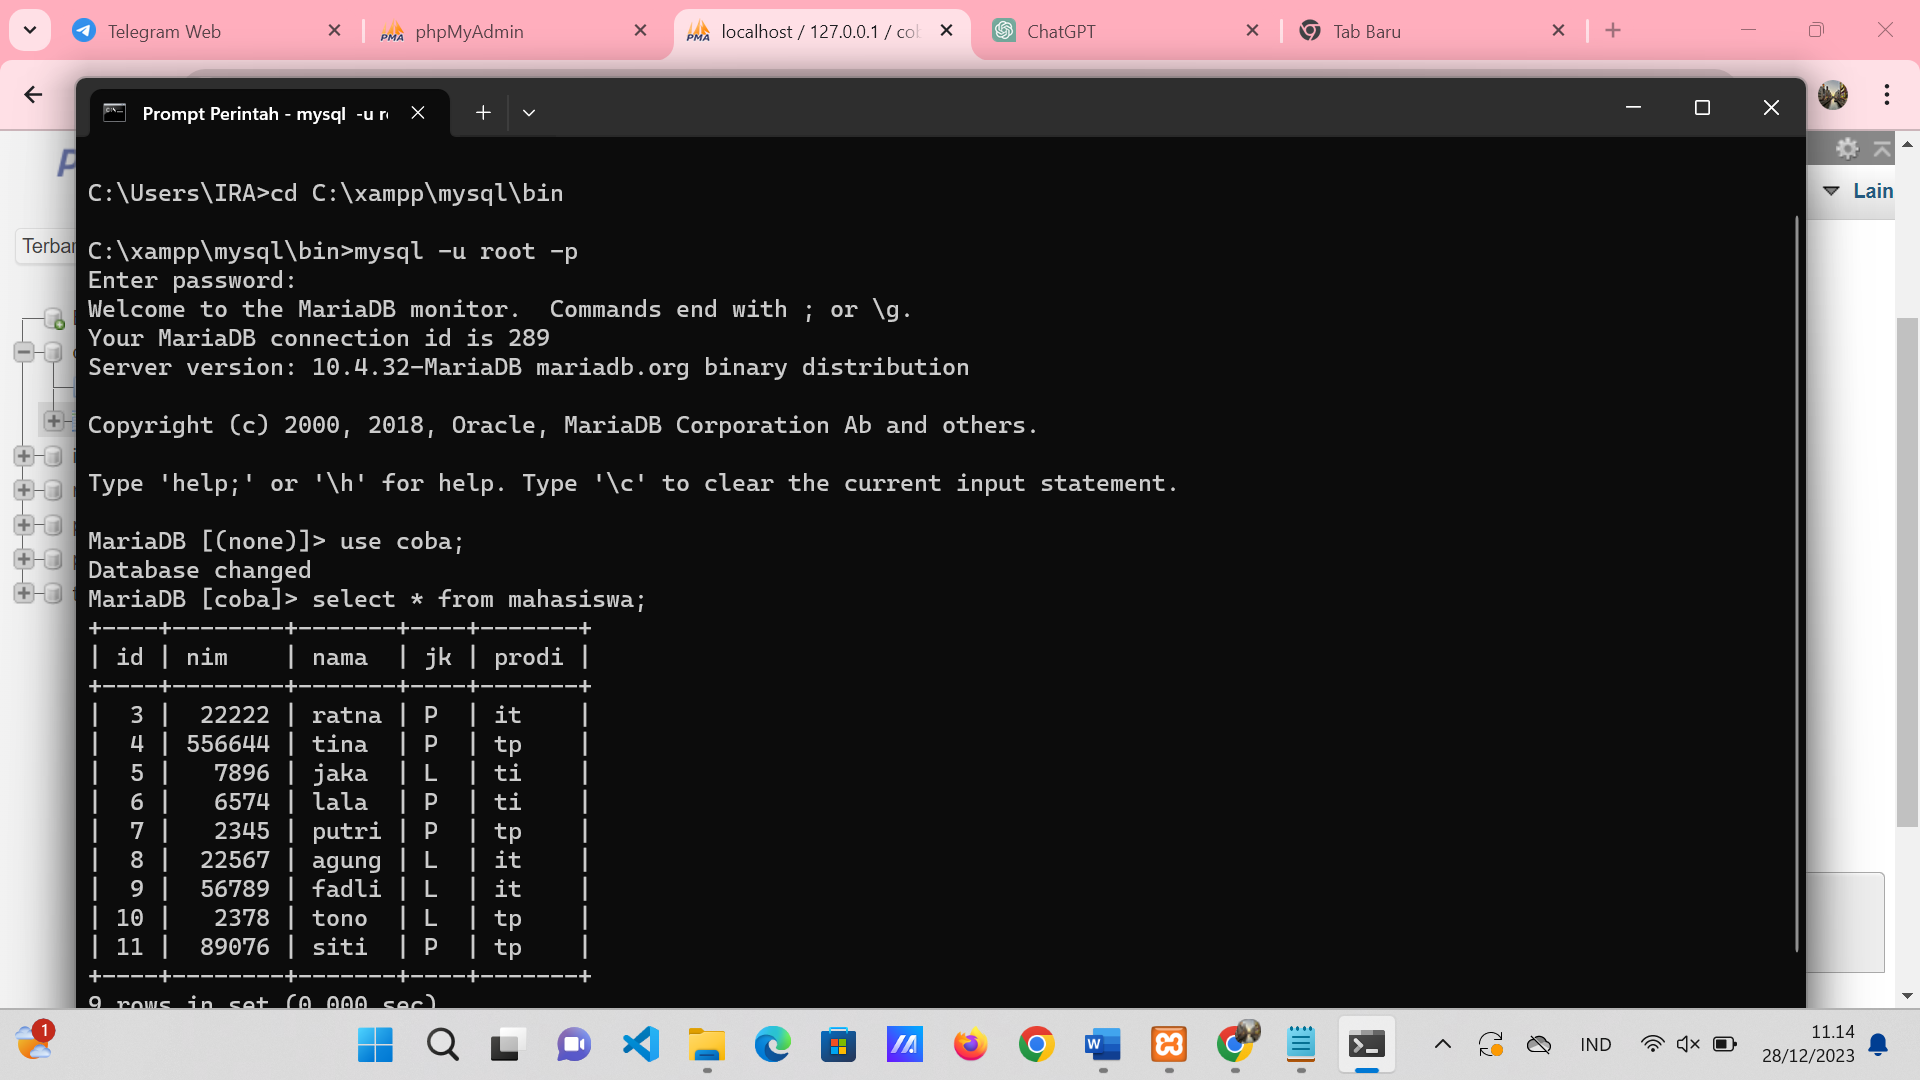 Telegram Web
phpMyAdmin
localhost / 127.0.0.1 / cob
ChatGPT
Tab Baru
Prompt Perintah - mysql -u r
Lain
Terbar
C:\Users\IRA>cd C:\xampp\mysql\bin
C:\xampp\mysql\bin>mysql -u root -p
Enter password:
Welcome to the MariaDB monitor.  Commands end with ; or \g.
Your MariaDB connection id is 289
Server version: 10.4.32-MariaDB mariadb.org binary distribution
Copyright (c) 2000, 2018, Oracle, MariaDB Corporation Ab and others.
Type 'help;' or '\h' for help. Type '\c' to clear the current input statement.
MariaDB [(none)]> use coba;
Database changed
MariaDB [coba]> select * from mahasiswa;
+----+--------+-------+----+-------+
| id | nim    | nama  | jk | prodi |
+----+--------+-------+----+-------+
|  3 |  22222 | ratna | P  | it    |
|  4 | 556644 | tina  | P  | tp    |
|  5 |   7896 | jaka  | L  | ti    |
|  6 |   6574 | lala  | P  | ti    |
|  7 |   2345 | putri | P  | tp    |
|  8 |  22567 | agung | L  | it    |
|  9 |  56789 | fadli | L  | it    |
| 10 |   2378 | tono  | L  | tp    |
| 11 |  89076 | siti  | P  | tp    |
+----+--------+-------+----+-------+
9 rows in set (0.000 sec)
1
IND
11.14
28/12/2023